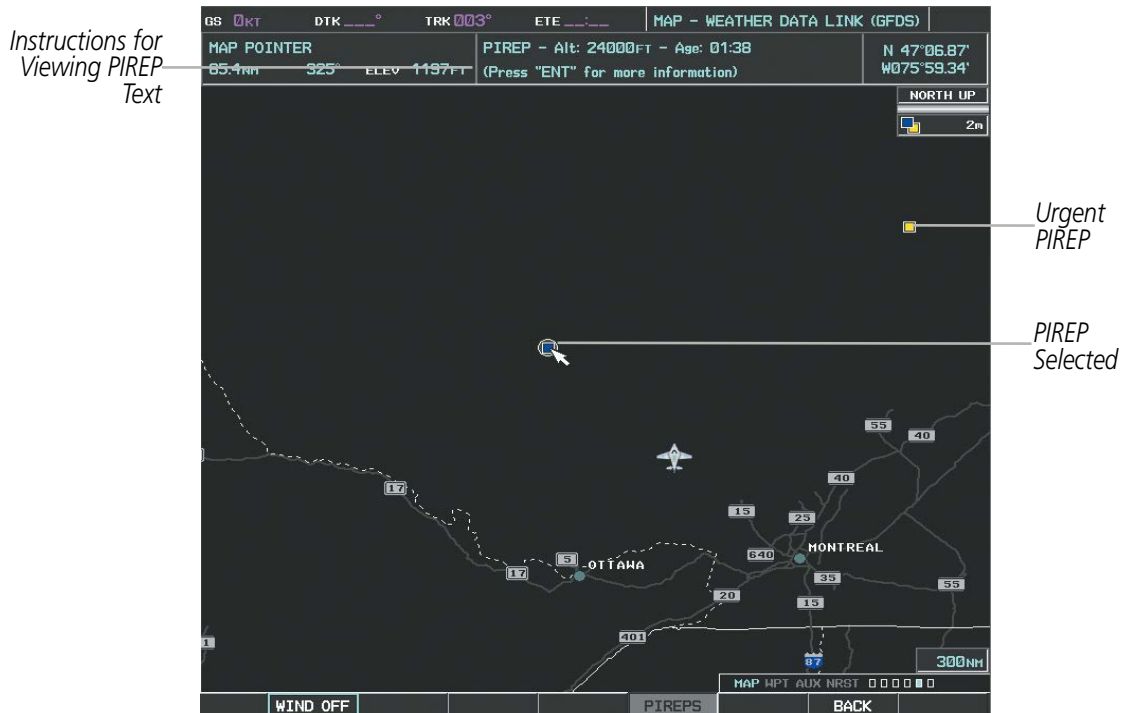 GS 0KT DTK ___° TRK 003° ETE __:__ MAP - WEATHER DATA LINK (GFDS)
MAP POINTER
85.4NM 325° ELEV 1197FT
PIREP - Alt: 24000FT - Age: 01:38
(Press "ENT" for more information)
N 47°06.87'
W075°59.34'
Instructions for
Viewing PIREP
Text
NORTH UP
2m
Urgent
PIREP
PIREP
Selected
55
40
17
40
15
25
MONTREAL
640
5
OTTAWA
17
35
55
20
15
401
1
87
300NM
MAP WPT AUX NRST
WIND OFF PIREPS BACK